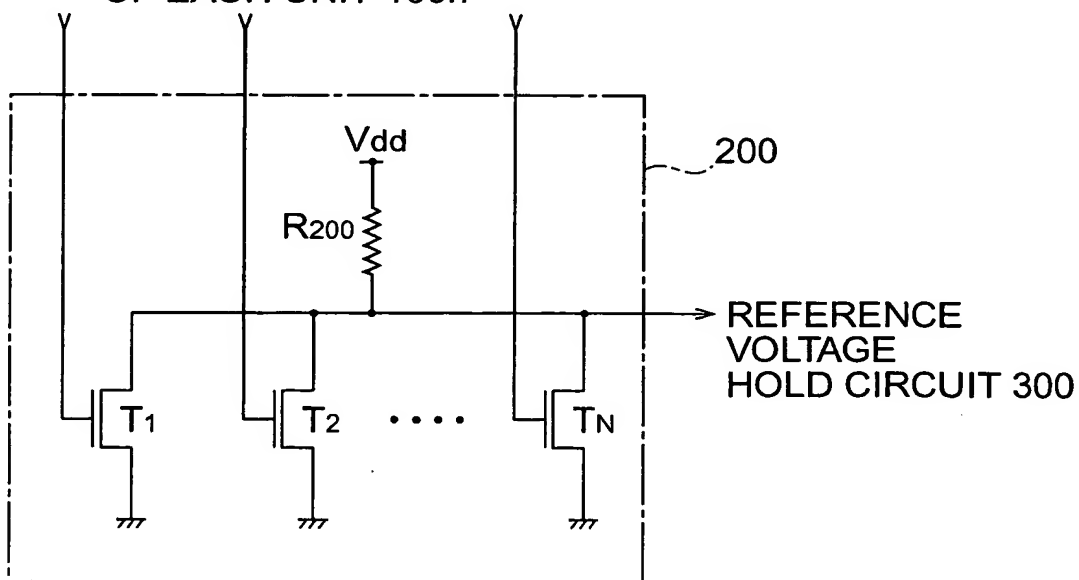 Vdd
200
R200
REFERENCE
VOLTAGE
HOLD CIRCUIT 300
T1
T2
TN